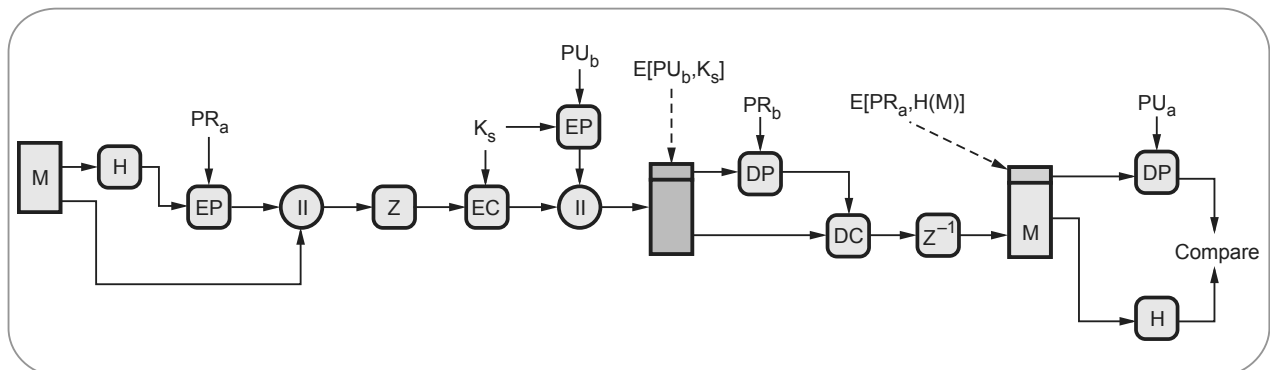 PU_b
E[PU_b,K_s]
PR_a
K_s
EP
PR_b
E[PR_a,H(M)]
PU_a
M
H
EP
II
Z
EC
II
DP
DC
Z^–1
M
DP
Compare
H